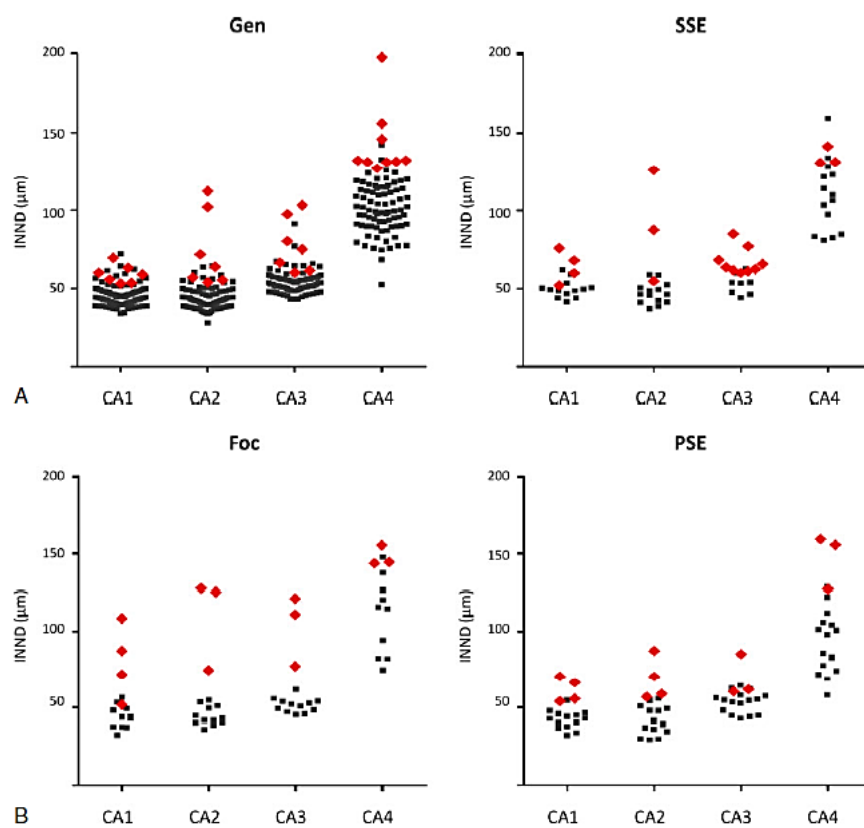 Gen
200
150
100
50
INND (µm)
CA1 CA2 CA3 CA4
A
SSE
200
150
100
50
INND (µm)
CA1 CA2 CA3 CA4
Foc
200
150
100
50
INND (µm)
CA1 CA2 CA3 CA4
B
PSE
200
150
100
50
INND (µm)
CA1 CA2 CA3 CA4